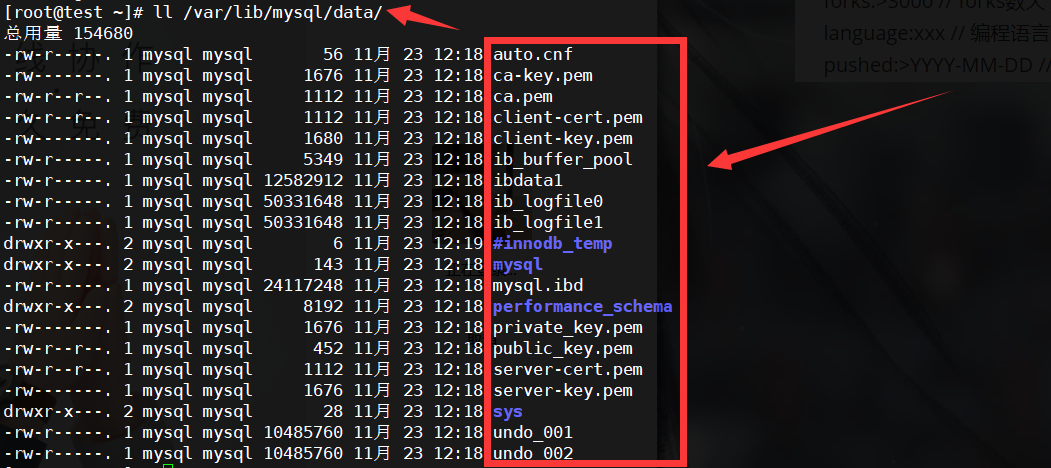 [root@test ~]# ll /var/lib/mysql/data/
总用量 154680
-rw-r-----. 1 mysql mysql 56 11月 23 12:18 auto.cnf
-rw-------. 1 mysql mysql 1676 11月 23 12:18 ca-key.pem
-rw-r--r--. 1 mysql mysql 1112 11月 23 12:18 ca.pem
-rw-r--r--. 1 mysql mysql 1112 11月 23 12:18 client-cert.pem
-rw-------. 1 mysql mysql 1680 11月 23 12:18 client-key.pem
-rw-r-----. 1 mysql mysql 5349 11月 23 12:18 ib_buffer_pool
-rw-r-----. 1 mysql mysql 12582912 11月 23 12:18 ibdata1
-rw-r-----. 1 mysql mysql 50331648 11月 23 12:18 ib_logfile0
-rw-r-----. 1 mysql mysql 50331648 11月 23 12:18 ib_logfile1
drwxr-x---. 2 mysql mysql 6 11月 23 12:19 #innodb_temp
drwxr-x---. 2 mysql mysql 143 11月 23 12:18 mysql
-rw-r-----. 1 mysql mysql 24117248 11月 23 12:18 mysql.ibd
drwxr-x---. 2 mysql mysql 8192 11月 23 12:18 performance_schema
-rw-------. 1 mysql mysql 1676 11月 23 12:18 private_key.pem
-rw-r--r--. 1 mysql mysql 452 11月 23 12:18 public_key.pem
-rw-r--r--. 1 mysql mysql 1112 11月 23 12:18 server-cert.pem
-rw-------. 1 mysql mysql 1676 11月 23 12:18 server-key.pem
drwxr-x---. 2 mysql mysql 28 11月 23 12:18 sys
-rw-r-----. 1 mysql mysql 10485760 11月 23 12:18 undo_001
-rw-r-----. 1 mysql mysql 10485760 11月 23 12:18 undo_002
forks:>3000 // forks数大
language:xxx // 编程语言
pushed:>YYYY-MM-DD //